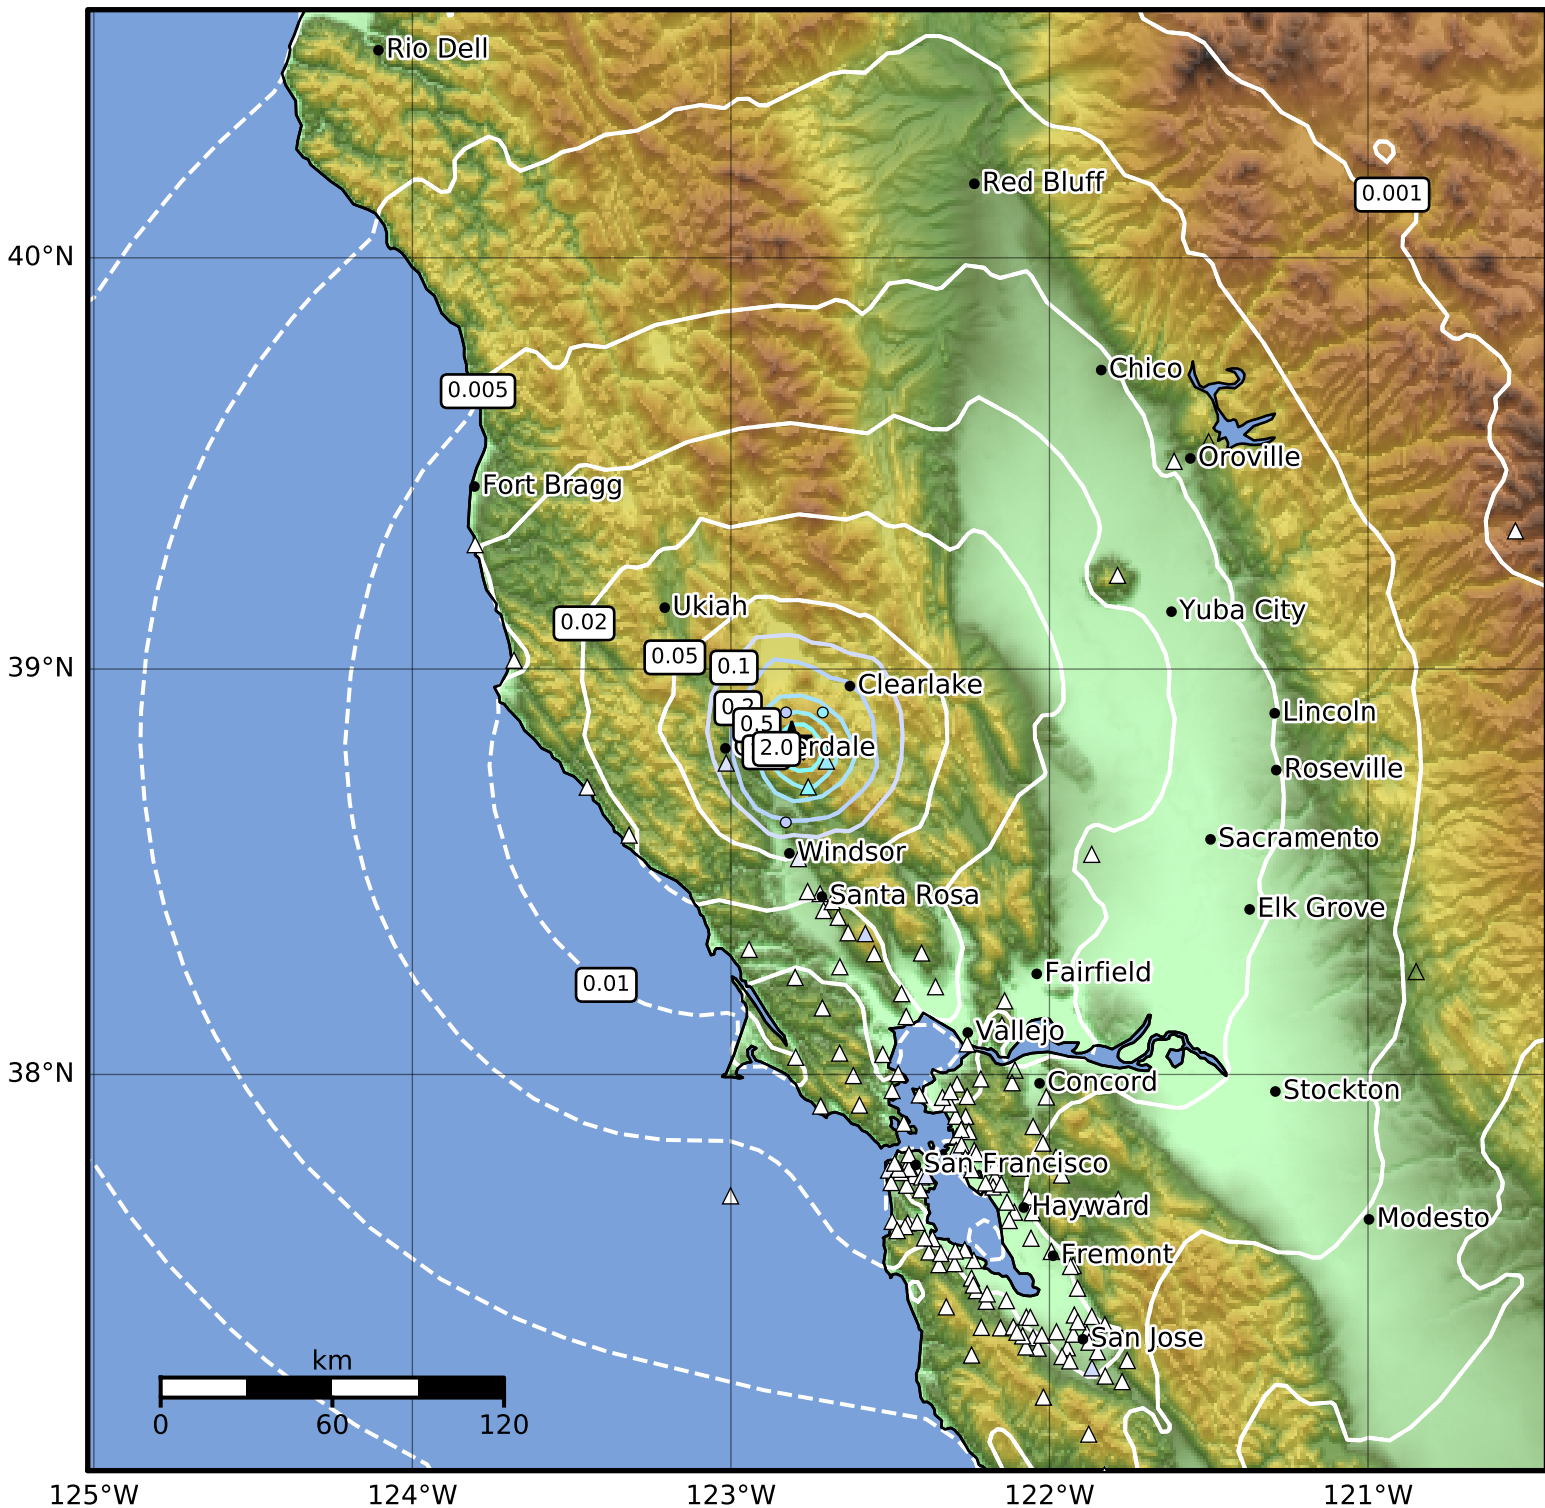 Rio Dell
Red Bluff
0.001
40°N
Chico
0.005
Oroville
Fort Bragg
Ukiah
Yuba City
0.02
0.05
0.1
39°N
Clearlake
Lincoln
0.5
2.0
Roseville
Sacramento
Windsor
Santa Rosa
Elk Grove
Fairfield
0.01
Vallejo
38°N
Concord
Stockton
San Francisco
Hayward
Modesto
Fremont
San Jose
km
0 60 120
125°W 124°W 123°W 122°W 121°W